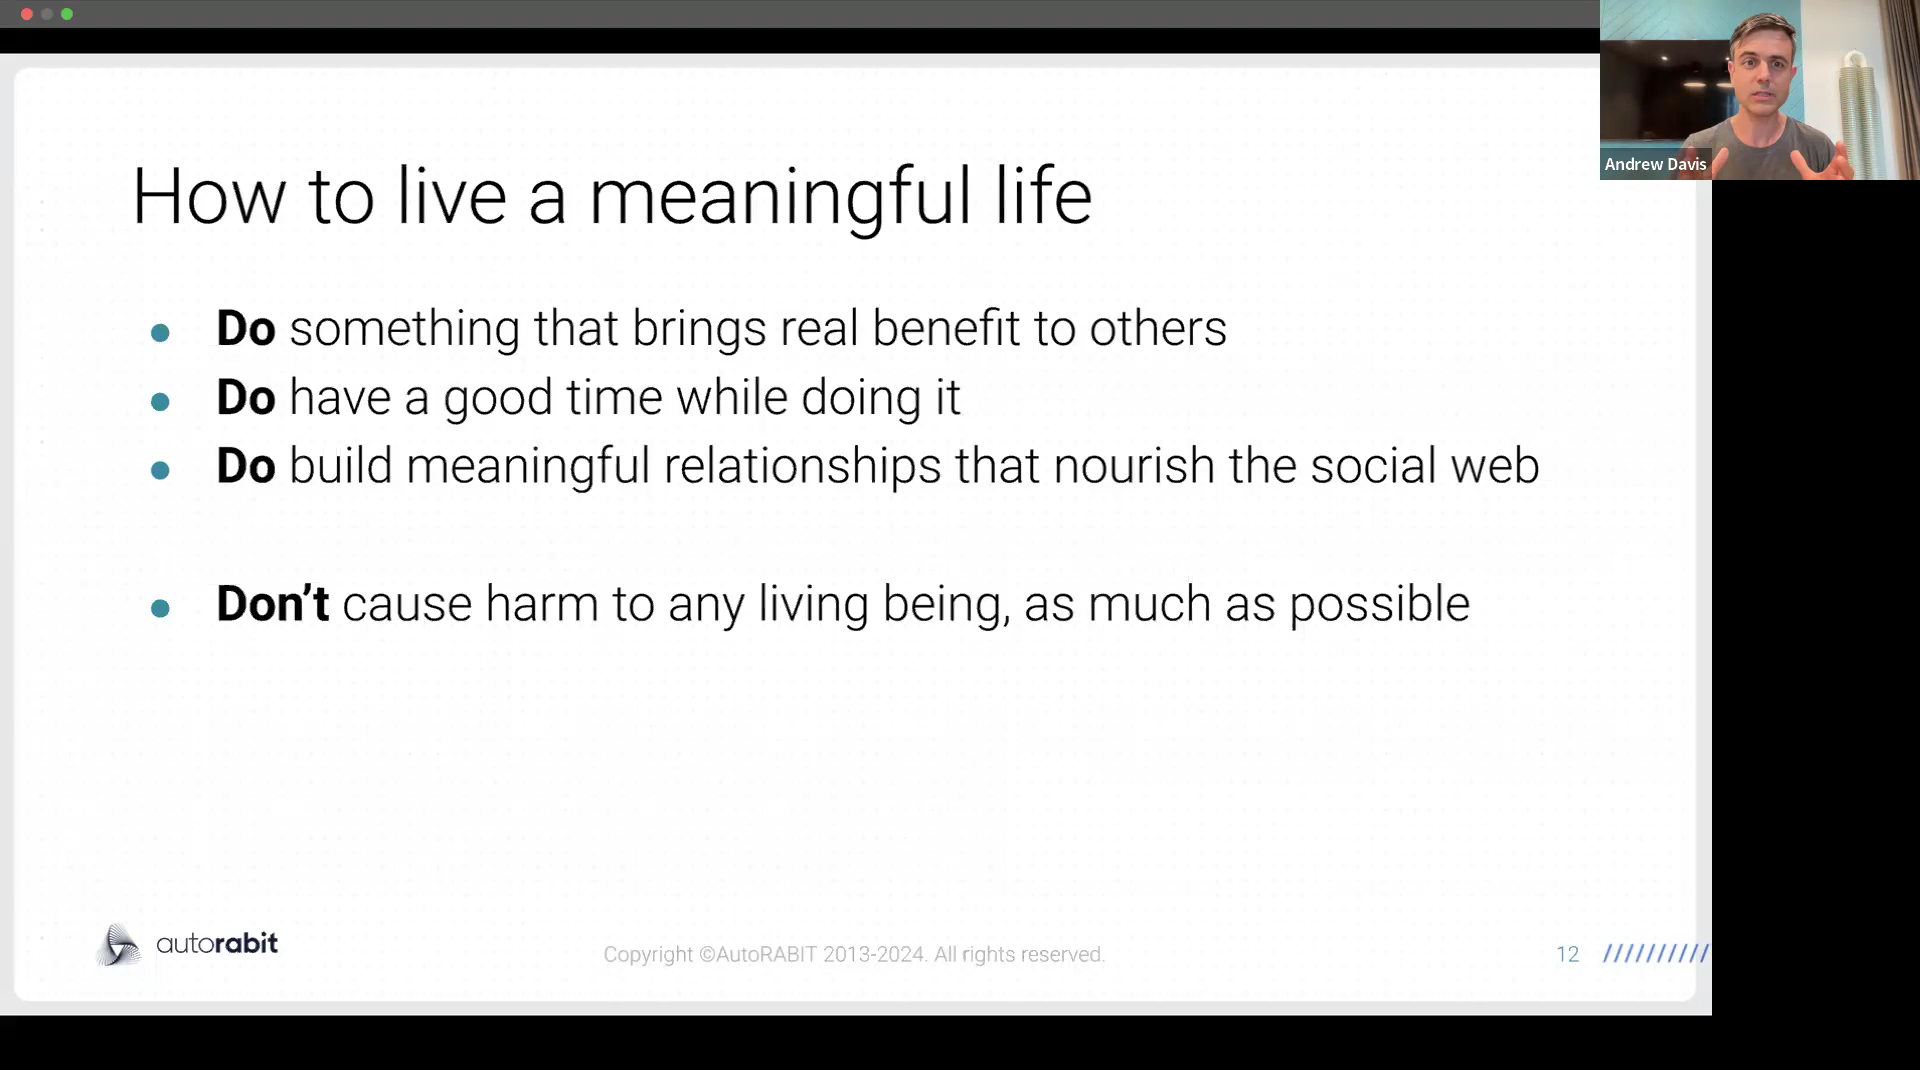 How to live a meaningful life
Do something that brings real benefit to others
Do have a good time while doing it
Do build meaningful relationships that nourish the social web
Don’t cause harm to any living being, as much as possible
autorabit
Copyright ©AutoRABIT 2013-2024. All rights reserved.
12
Andrew Davis